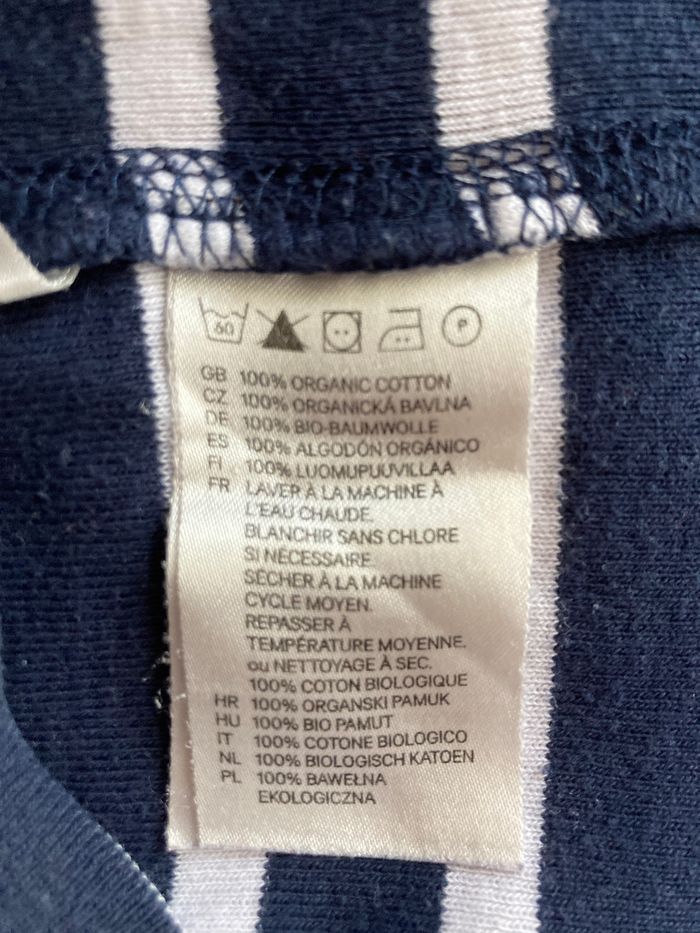 60 P
GB 100% ORGANIC COTTON
CZ 100% ORGANICKÁ BAVLNA
DE 100% BIO-BAUMWOLLE
ES 100% ALGODÓN ORGÁNICO
FI 100% LUOMUPUUVILLAA
FR LAVER À LA MACHINE À
L'EAU CHAUDE.
BLANCHIR SANS CHLORE
SI NÉCESSAIRE.
SÉCHER À LA MACHINE
CYCLE MOYEN.
REPASSER À
TEMPÉRATURE MOYENNE.
ou NETTOYAGE À SEC.
100% COTON BIOLOGIQUE
HR 100% ORGANSKI PAMUK
HU 100% BIO PAMUT
IT 100% COTONE BIOLOGICO
NL 100% BIOLOGISCH KATOEN
PL 100% BAWEŁNA
EKOLOGICZNA